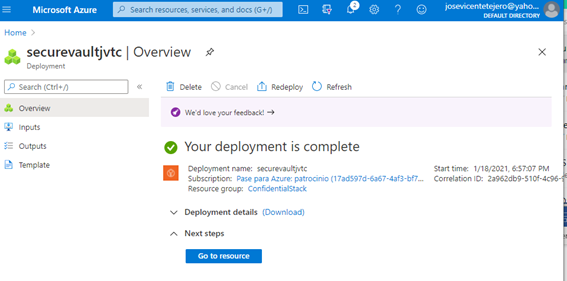 Microsoft Azure
Search resources, services, and docs (G+/)
2
josevicentetejero@yaho...
DEFAULT DIRECTORY
Home >
securevaultjvtc | Overview
Deployment
Search (Ctrl+/)
Overview
Inputs
Outputs
Template
Delete
Cancel
Redeploy
Refresh
We'd love your feedback! →
Your deployment is complete
Deployment name: securevaultjvtc
Subscription: Pase para Azure: patrocinio (17ad597d-6a67-4af3-bf7...
Resource group: ConfidentialStack
Start time: 1/18/2021, 6:57:07 PM
Correlation ID: 2a962db9-510f-4c96-
Deployment details (Download)
Next steps
Go to resource